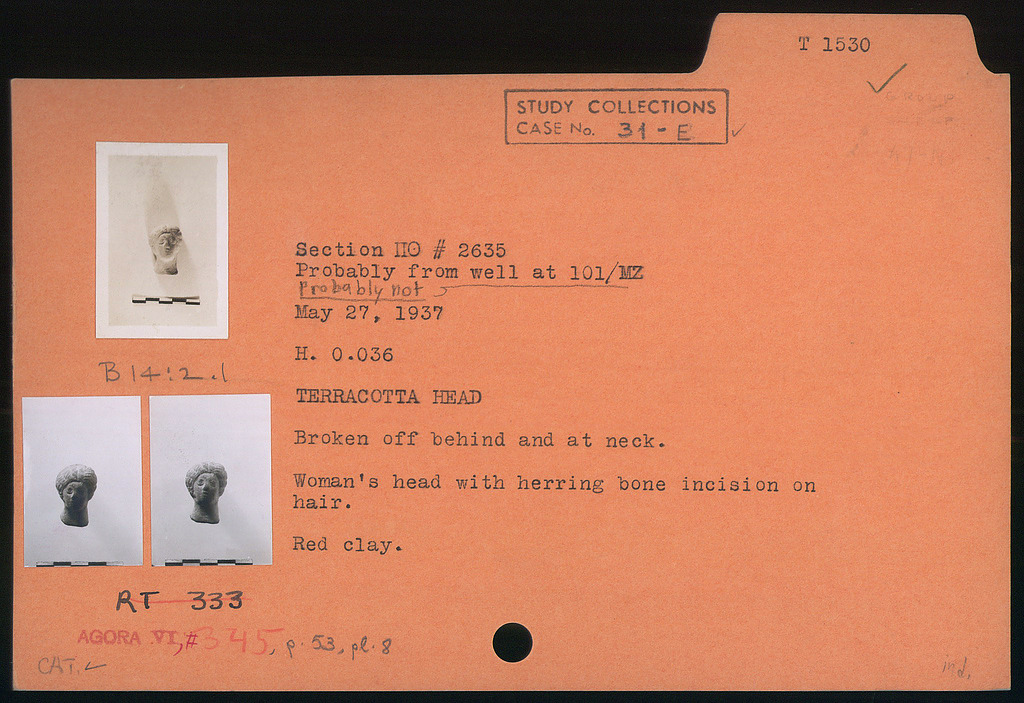 T 1530
STUDY COLLECTIONS
CASE No. 31-E
Section ΠΘ # 2635
Probably from well at 101/ΜΖ
Probably not
May 27, 1937
H. 0.036
TERRACOTTA HEAD
Broken off behind and at neck.
Woman's head with herring bone incision on
hair.
Red clay.
B 14:2.1
RT 333
AGORA VI, # 345, p. 53, pl. 8
CAT.